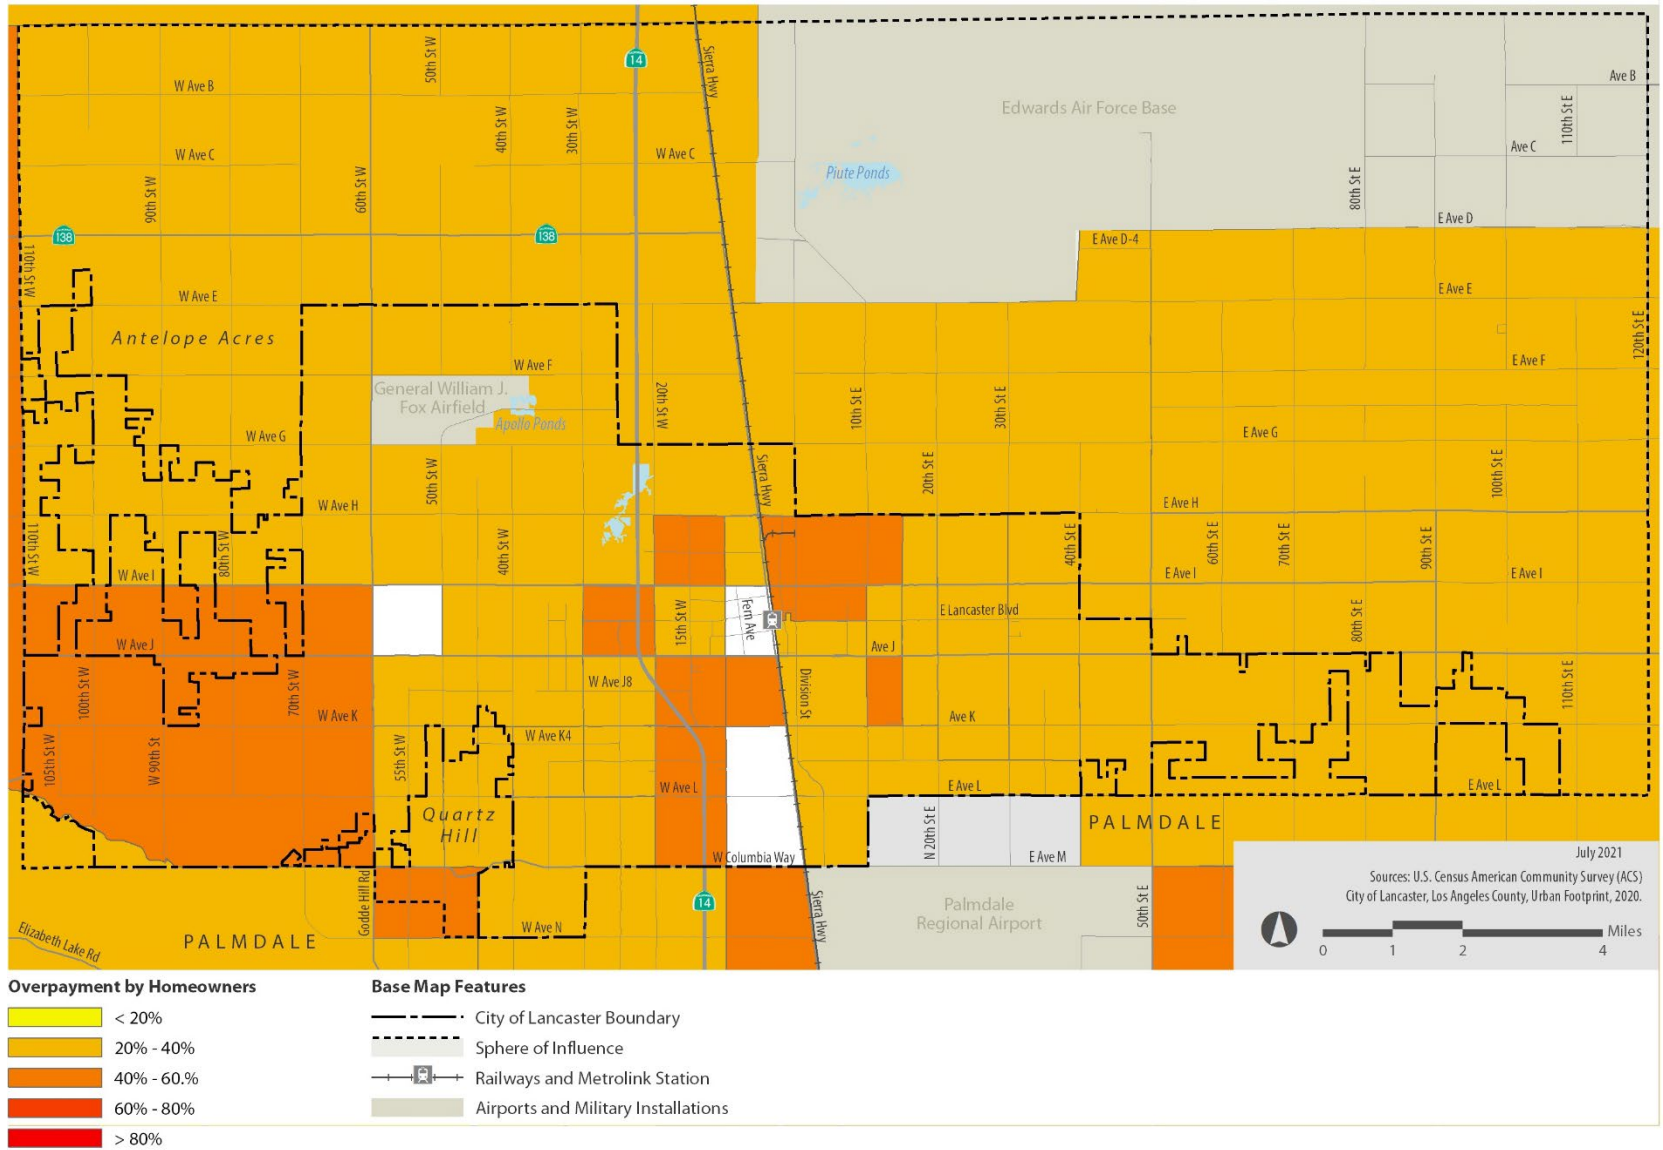 14
Sierra Hwy
50th St W
W Ave B
Ave B
Edwards Air Force Base
110th St E
40th St W
30th St W
W Ave C
W Ave C
Ave C
Piute Ponds
90th St W
60th St W
80th St E
E Ave D
138
138
E Ave D-4
110th St W
W Ave E
E Ave E
Antelope Acres
120th St E
W Ave F
E Ave F
General William J.
Fox Airfield
20th St W
10th St E
30th St E
Apollo Ponds
W Ave G
E Ave G
50th St W
Sierra Hwy
20th St E
100th St E
W Ave H
E Ave H
110th St W
80th St W
40th St W
40th St E
60th St E
70th St E
90th St E
W Ave I
E Ave I
E Ave I
15th St W
Fern Ave
E Lancaster Blvd
80th St E
W Ave J
Ave J
100th St W
70th St W
W Ave J8
Division St
110th St E
W Ave K
Ave K
105th St W
W 90th St
55th St W
W Ave K4
W Ave L
E Ave L
E Ave L
Quartz
Hill
N 20th St E
PALMDALE
W Columbia Way
E Ave M
July 2021
Sources: U.S. Census American Community Survey (ACS)
City of Lancaster, Los Angeles County, Urban Footprint, 2020.
Godde Hill Rd
14
Sierra Hwy
Palmdale
Regional Airport
50th St E
W Ave N
Elizabeth Lake Rd
PALMDALE
Miles
0 1 2 4
Overpayment by Homeowners
< 20%
20% - 40%
40% - 60.%
60% - 80%
> 80%
Base Map Features
City of Lancaster Boundary
Sphere of Influence
Railways and Metrolink Station
Airports and Military Installations